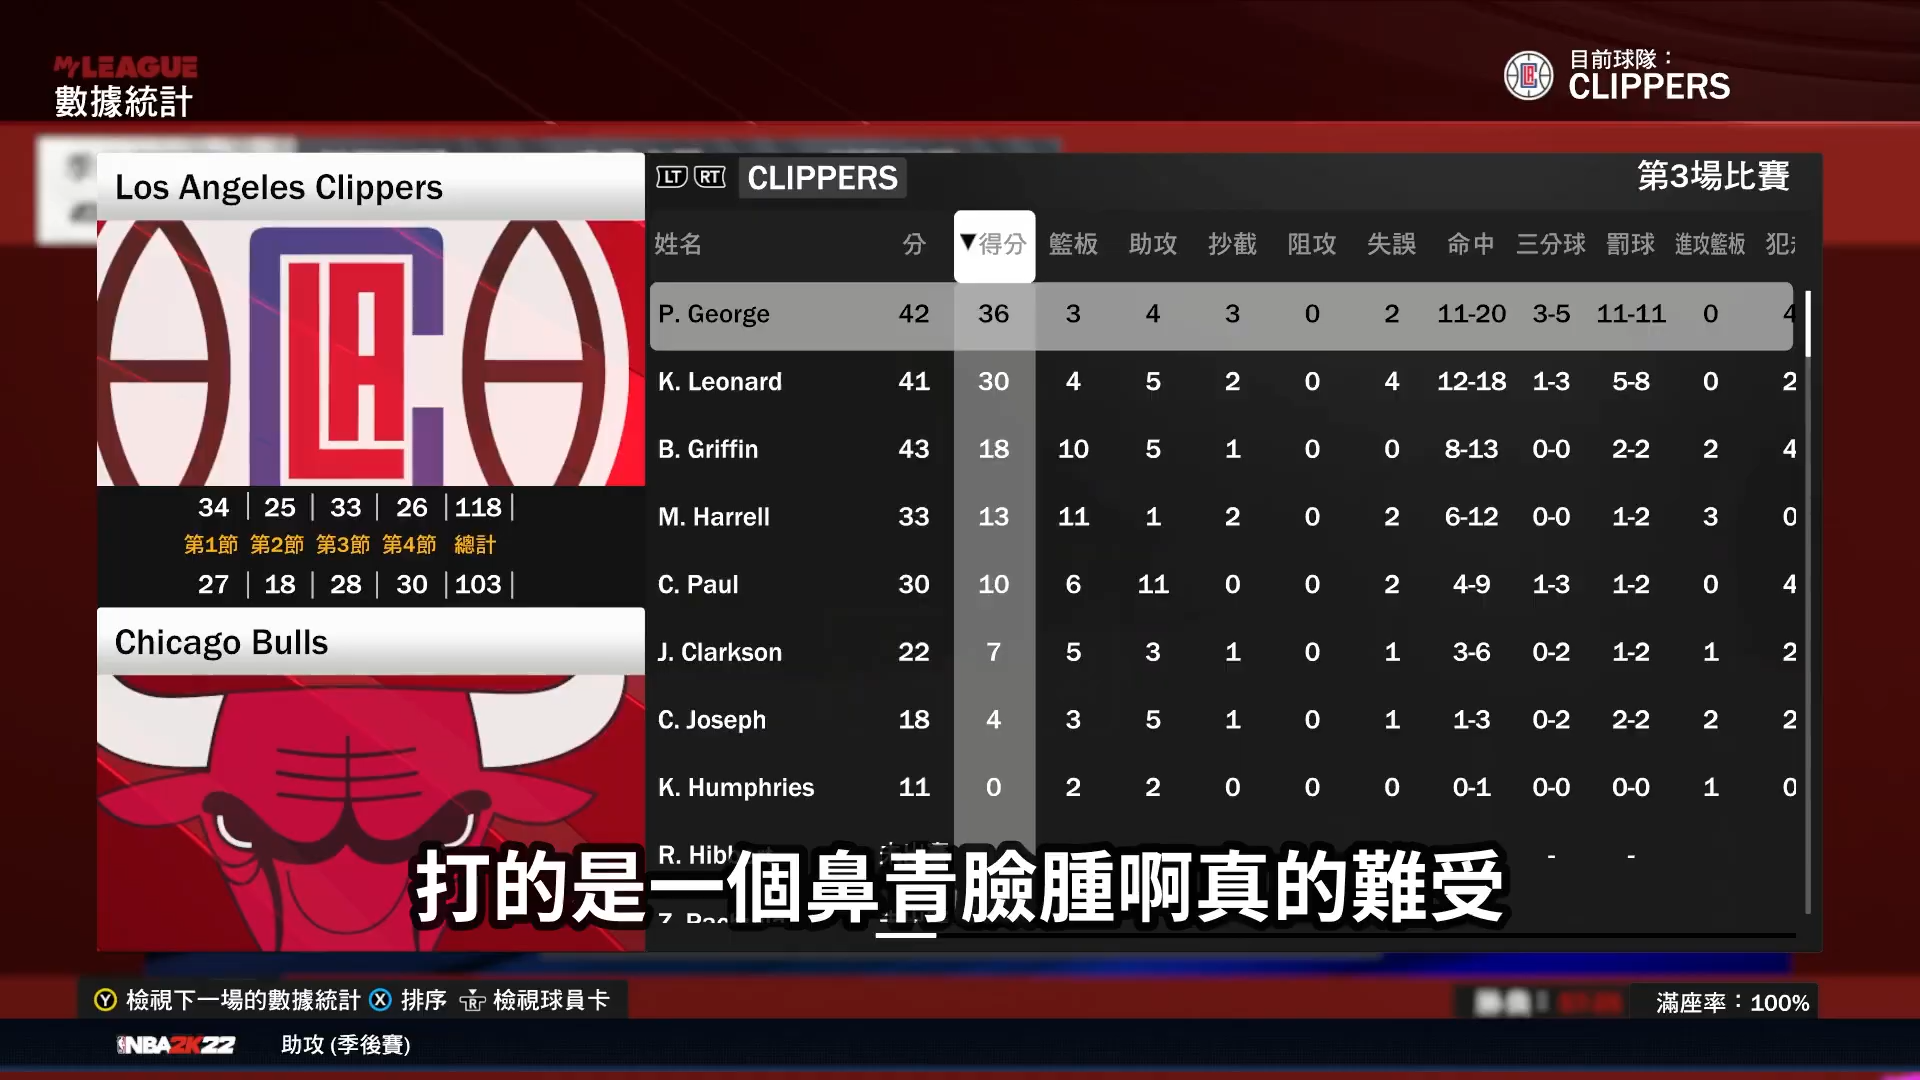 MyLEAGUE
數據統計
目前球隊：
CLIPPERS
Los Angeles Clippers
LA
34 | 25 | 33 | 26 | 118 |
第1節 第2節 第3節 第4節 總計
27 | 18 | 28 | 30 | 103 |
Chicago Bulls
LT RT CLIPPERS 第3場比賽
姓名 分 ▼得分 籃板 助攻 抄截 阻攻 失誤 命中 三分球 罰球 進攻籃板
P. George 42 36 3 4 3 0 2 11-20 3-5 11-11 0 4
K. Leonard 41 30 4 5 2 0 4 12-18 1-3 5-8 0 2
B. Griffin 43 18 10 5 1 0 0 8-13 0-0 2-2 2 4
M. Harrell 33 13 11 1 2 0 2 6-12 0-0 1-2 3 0
C. Paul 30 10 6 11 0 0 2 4-9 1-3 1-2 0 4
J. Clarkson 22 7 5 3 1 0 1 3-6 0-2 1-2 1 2
C. Joseph 18 4 3 5 1 0 1 1-3 0-2 2-2 2 2
K. Humphries 11 0 2 2 0 0 0 0-1 0-0 0-0 1 0
R. - -
打的是一個鼻青臉腫啊真的難受
Y 檢視下一場的數據統計 X 排序 R 檢視球員卡
滿座率：100%
NBA2K22 助攻 (季後賽)